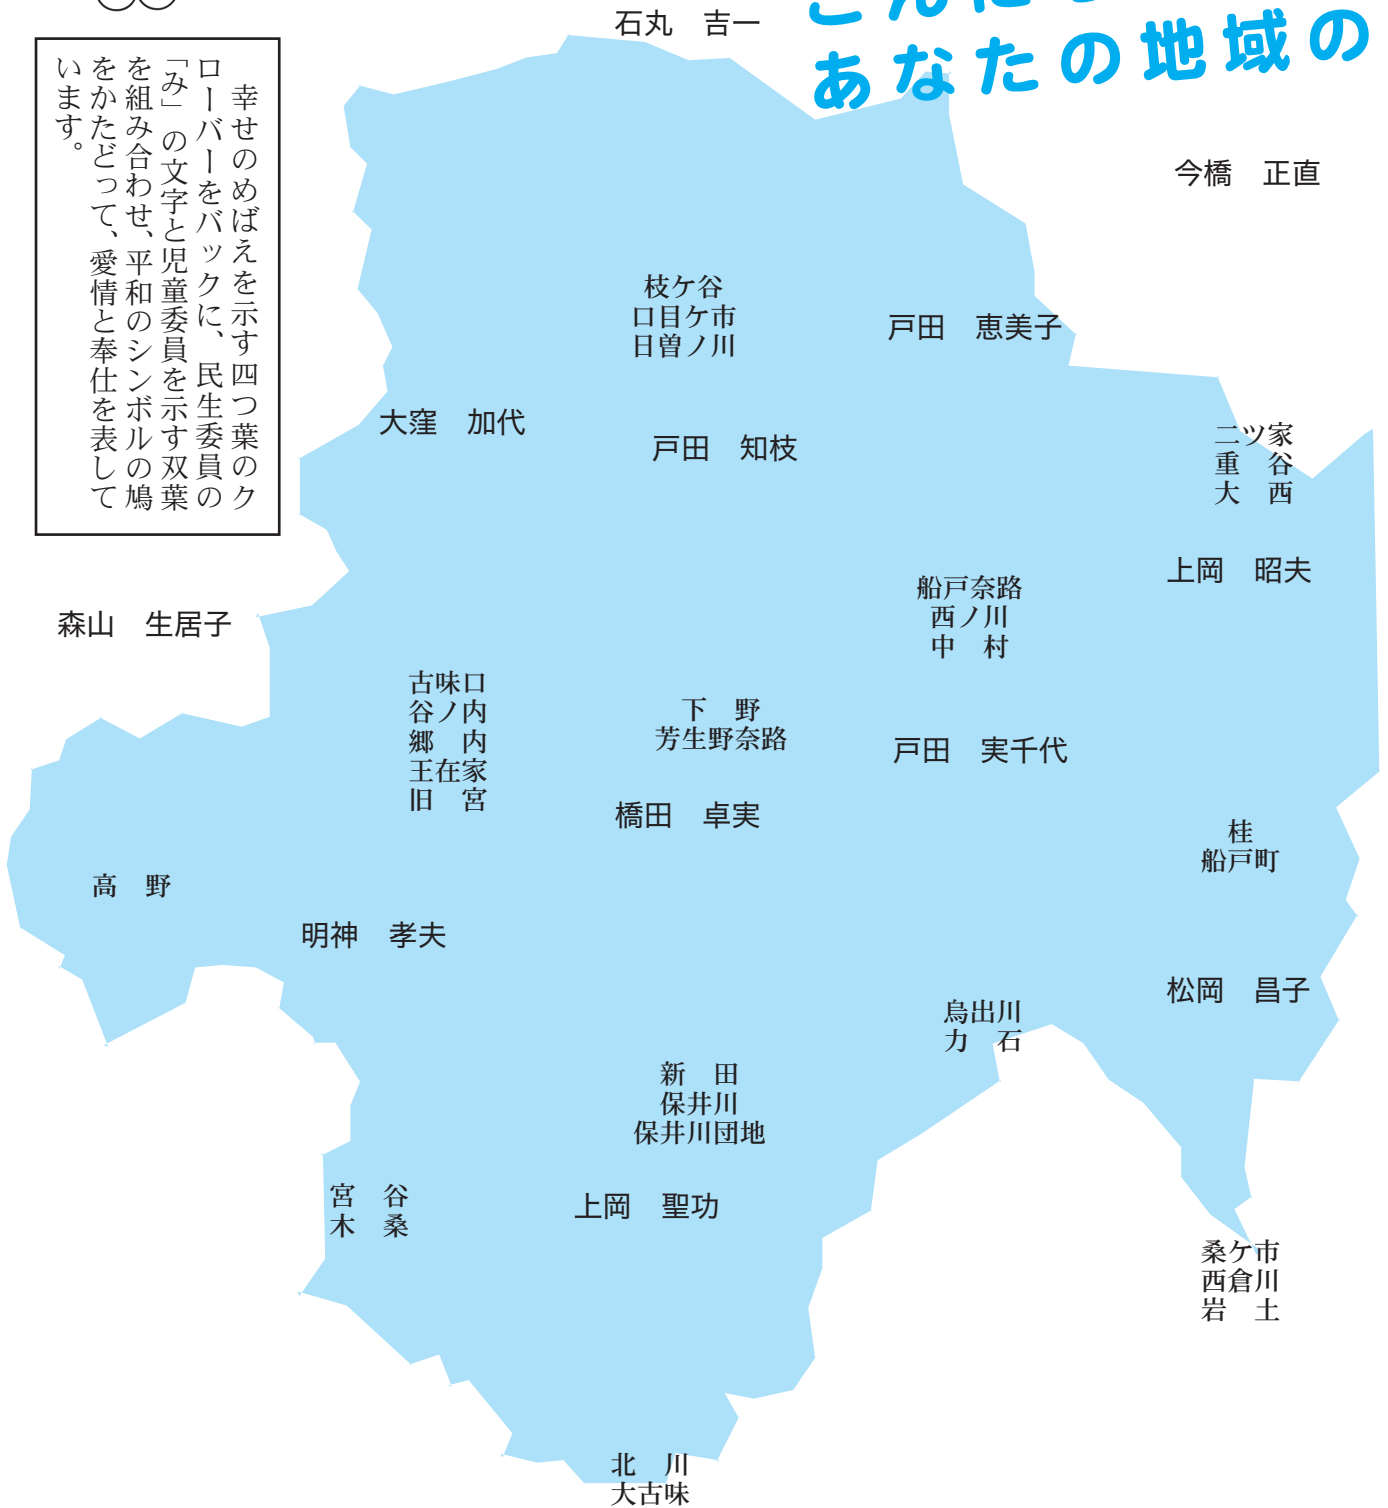 石丸　吉一
あなたの地域の
幸せのめばえを示す四つ葉のク
ローバーをバックに、民生委員の
「み」の文字と児童委員を示す双葉
を組み合わせ、平和のシンボルの鳩
をかたどって、愛情と奉仕を表して
います。
今橋　正直
枝ケ谷
口目ケ市
日曽ノ川
戸田　恵美子
大窪　加代
戸田　知枝
二ツ家
重　谷
大　西
上岡　昭夫
船戸奈路
西ノ川
中　村
森山　生居子
古味口
谷ノ内
郷　内
王在家
旧　宮
下　野
芳生野奈路
戸田　実千代
橋田　卓実
桂
船戸町
高　野
明神　孝夫
松岡　昌子
烏出川
力　石
新　田
保井川
保井川団地
宮　谷
木　桑
上岡　聖功
桑ケ市
西倉川
岩　土
北　川
大古味